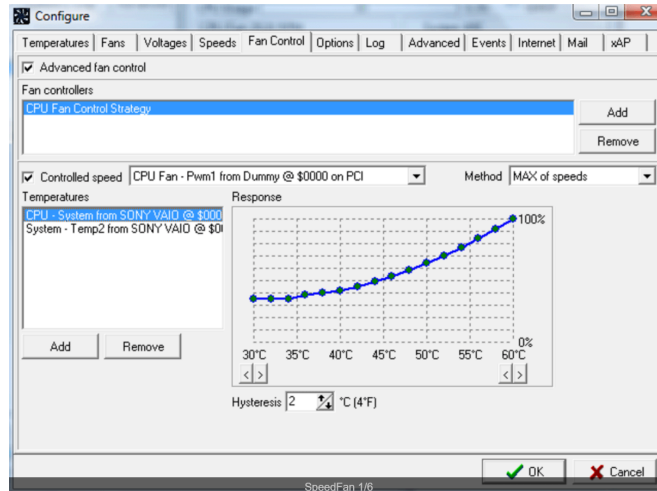 Configure
Temperatures Fans Voltages Speeds Fan Control Options Log Advanced Events Internet Mail xAP
Advanced fan control
Fan controllers
CPU Fan Control Strategy
Add
Remove
Controlled speed CPU Fan - Pwm1 from Dummy @ $0000 on PCI Method MAX of speeds
Temperatures Response
CPU - System from SONY VAIO @ $000
System - Temp2 from SONY VAIO @ $0
100%
0%
30°C 35°C 40°C 45°C 50°C 55°C 60°C
Add Remove
Hysteresis 2 °C (4°F)
OK Cancel
SpeedFan 1/6